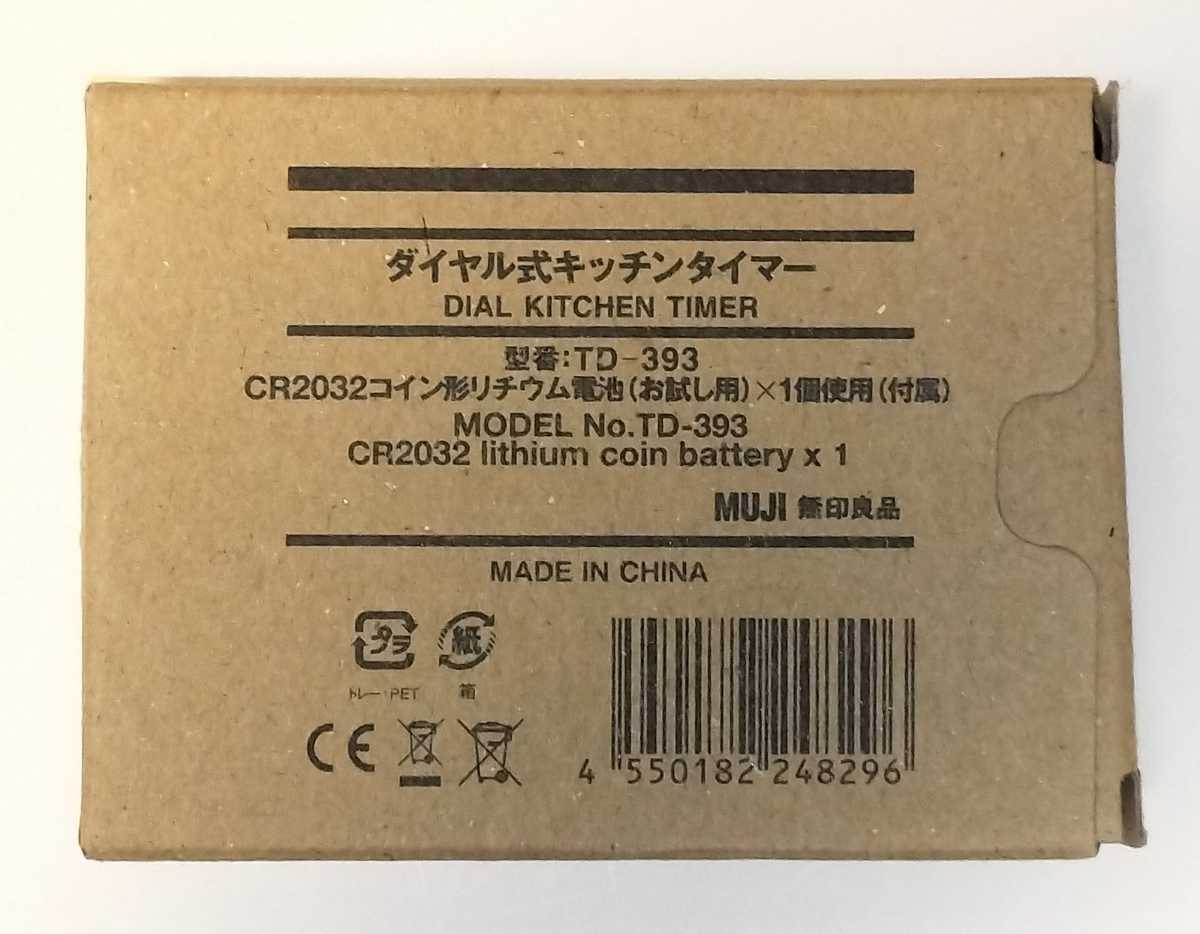 ダイヤル式キッチンタイマー
DIAL KITCHEN TIMER
型番:TD-393
CR2032コイン形リチウム電池(お試し用)×1個使用(付属)
MODEL No.TD-393
CR2032 lithium coin battery x 1
MUJI 無印良品
MADE IN CHINA
プラ 紙
トレー:PET 箱
CE
4 550182 248296